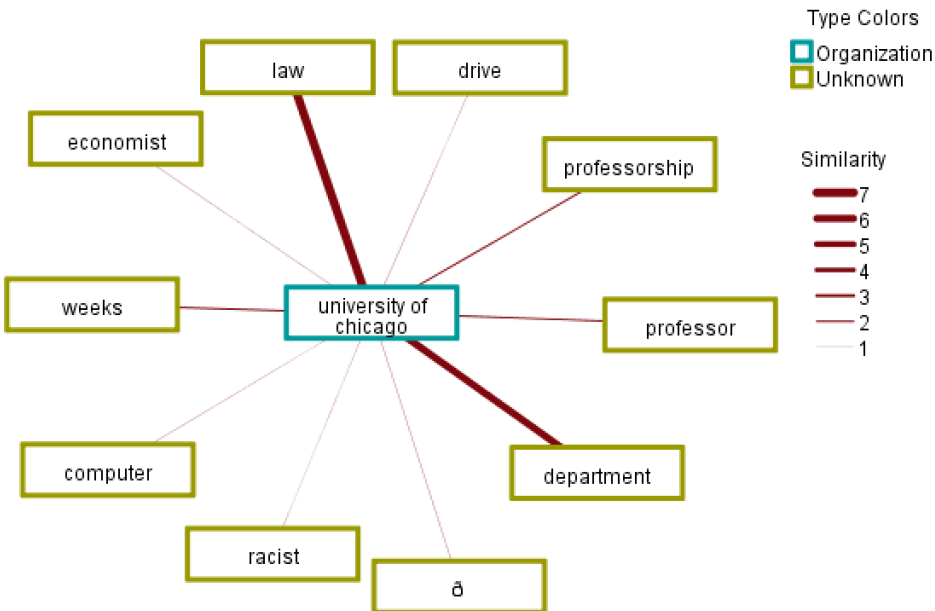 Type Colors
Organization
Unknown
law
drive
economist
professorship
Similarity
7
6
5
4
3
2
1
weeks
university of
chicago
professor
computer
department
racist
ð